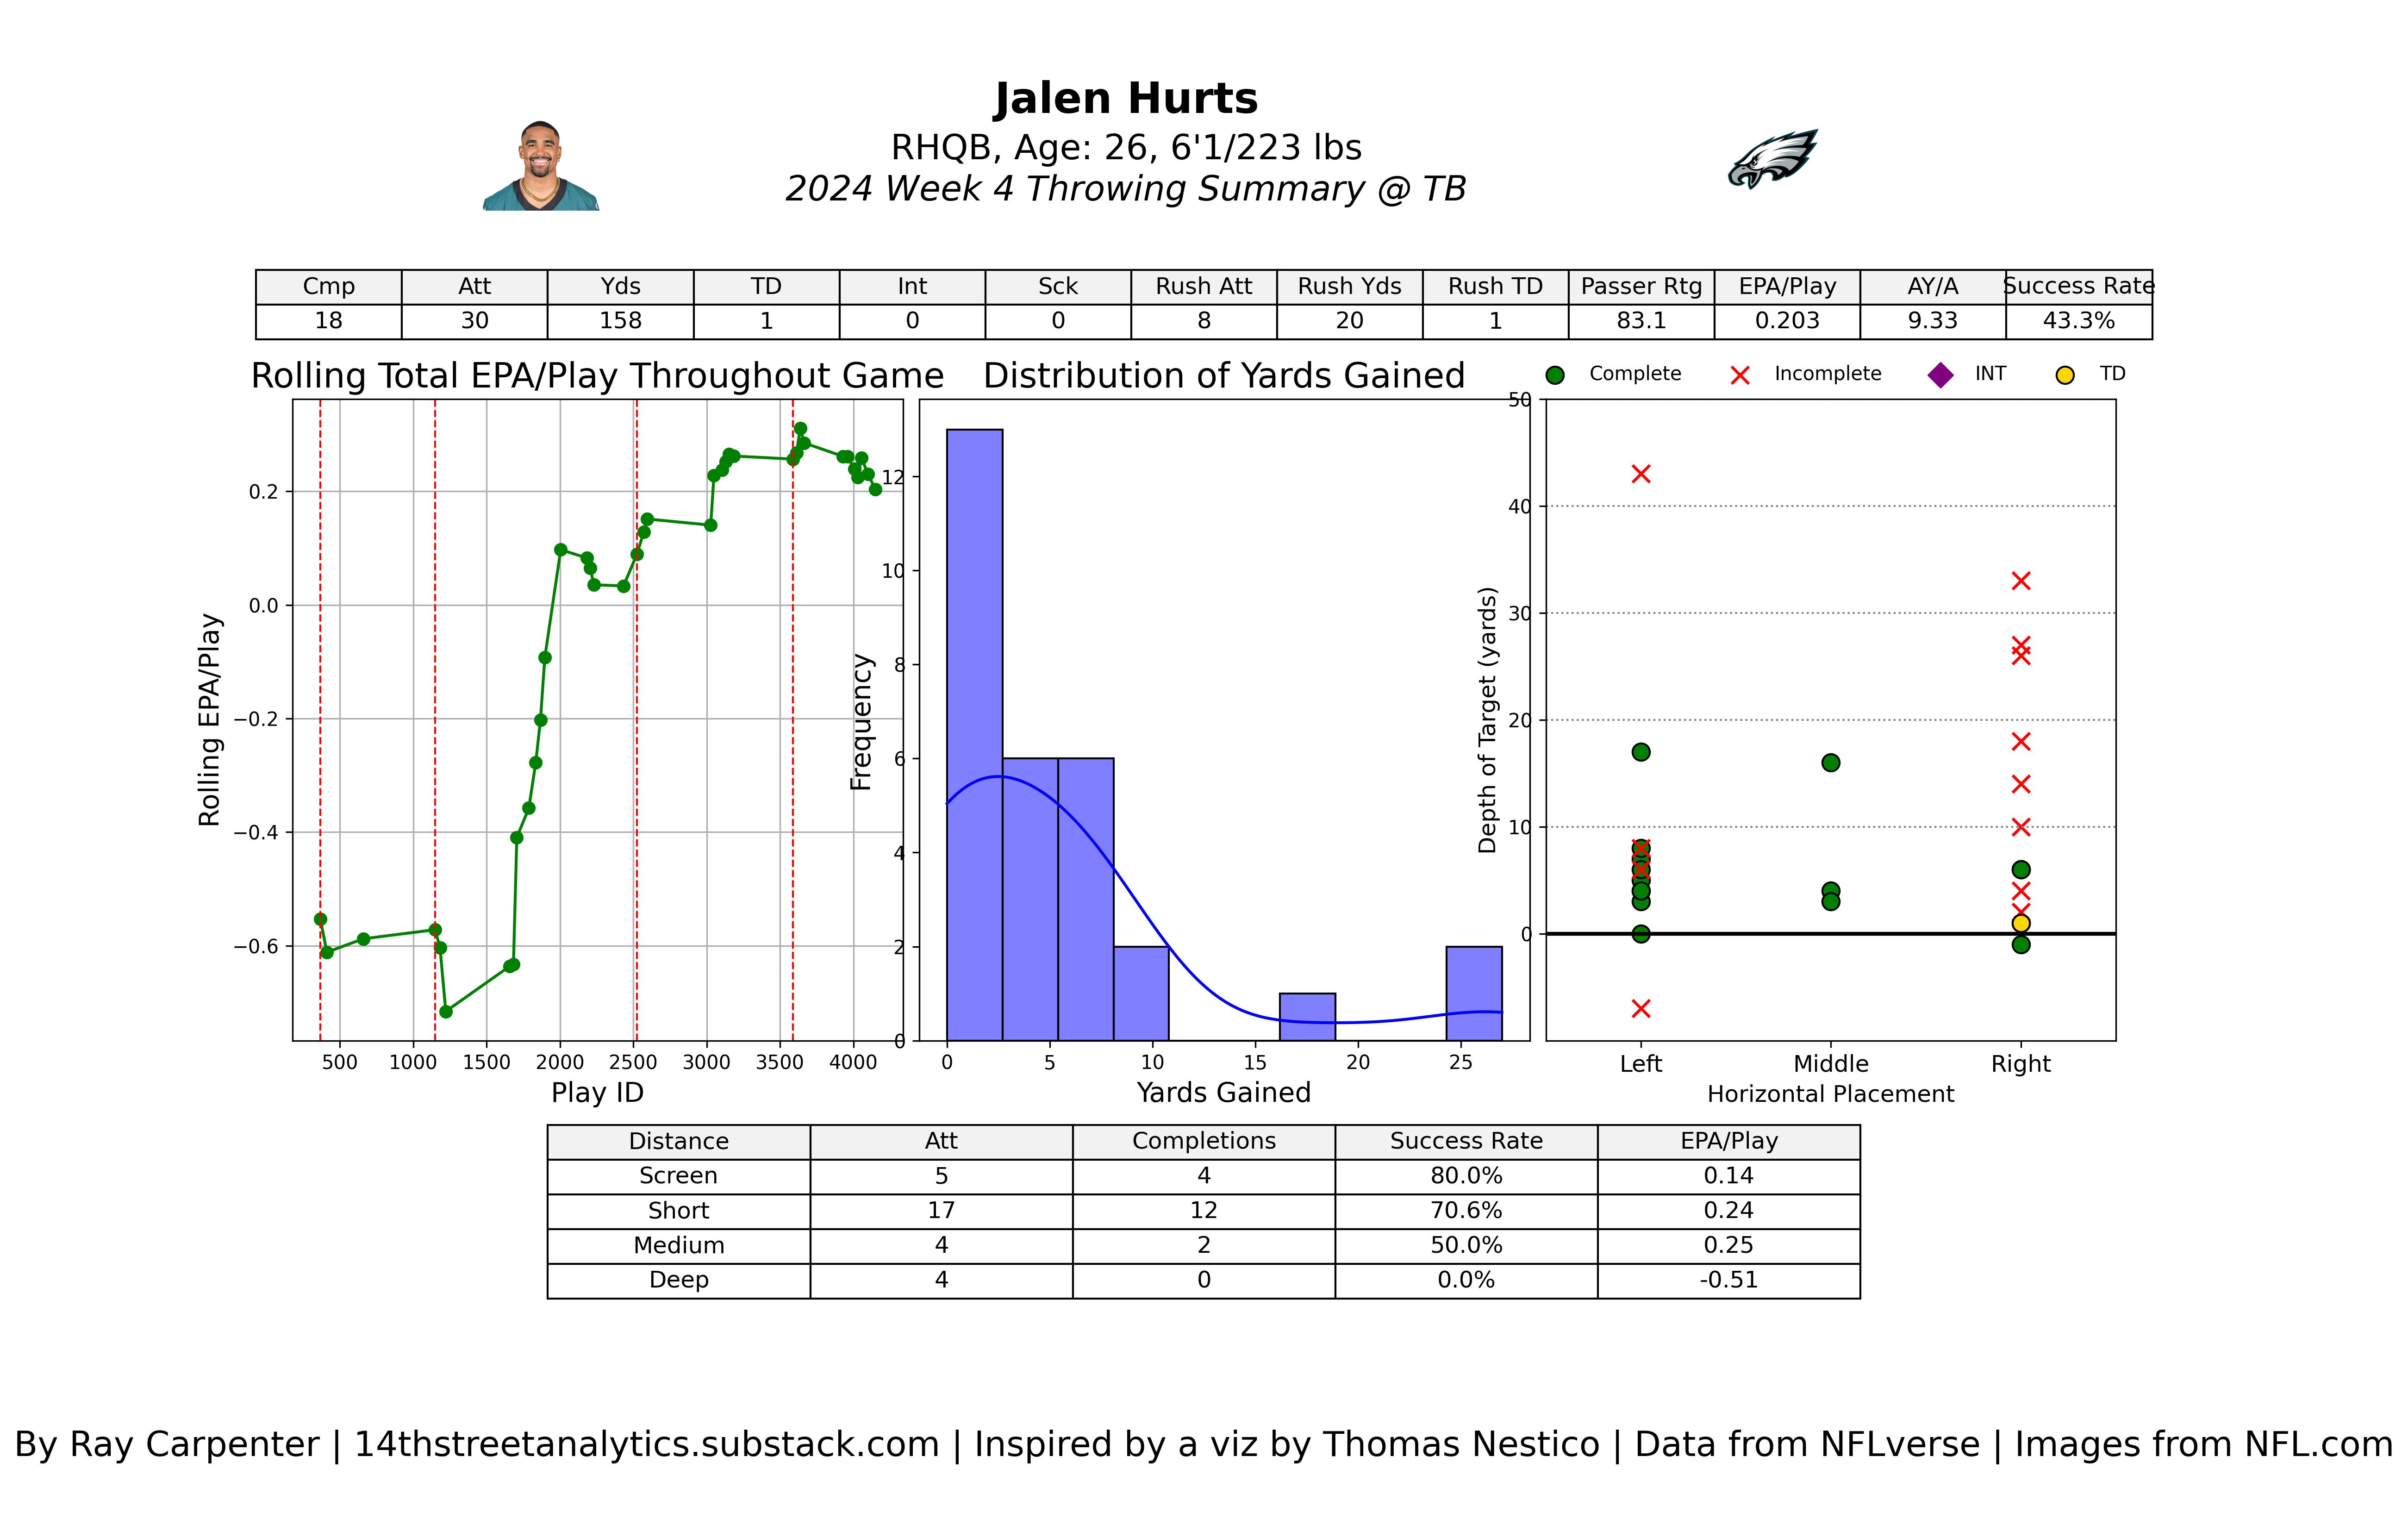 Jalen Hurts
RHQB, Age: 26, 6'1/223 lbs
2024 Week 4 Throwing Summary @ TB
Cmp Att Yds TD Int Sck Rush Att Rush Yds Rush TD Passer Rtg EPA/Play AY/A Success Rate
18 30 158 1 0 0 8 20 1 83.1 0.203 9.33 43.3%
Rolling Total EPA/Play Throughout Game
Rolling EPA/Play
0.2
0.0
−0.2
−0.4
−0.6
500 1000 1500 2000 2500 3000 3500 4000
Play ID
Distribution of Yards Gained
Frequency
12
10
8
6
4
2
0
0 5 10 15 20 25
Yards Gained
Complete Incomplete INT TD
Depth of Target (yards)
50
40
30
20
10
0
Left Middle Right
Horizontal Placement
Distance Att Completions Success Rate EPA/Play
Screen 5 4 80.0% 0.14
Short 17 12 70.6% 0.24
Medium 4 2 50.0% 0.25
Deep 4 0 0.0% -0.51
By Ray Carpenter | 14thstreetanalytics.substack.com | Inspired by a viz by Thomas Nestico | Data from NFLverse | Images from NFL.com